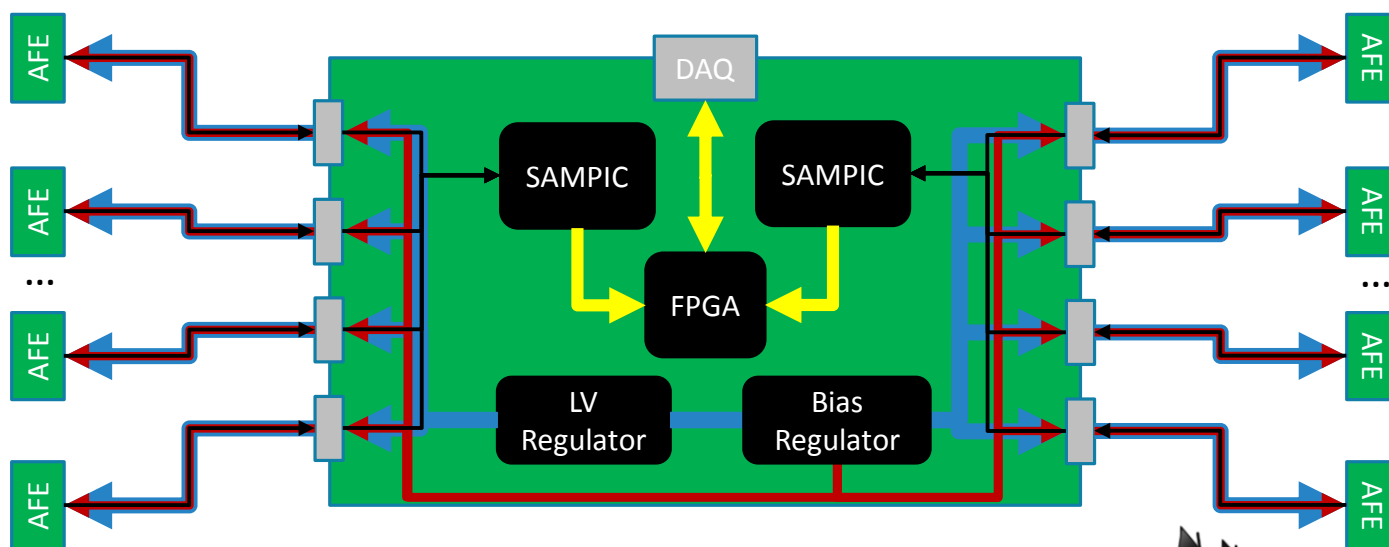 AFE
AFE
...
AFE
AFE
DAQ
SAMPIC
SAMPIC
FPGA
LV
Regulator
Bias
Regulator
AFE
AFE
...
AFE
AFE